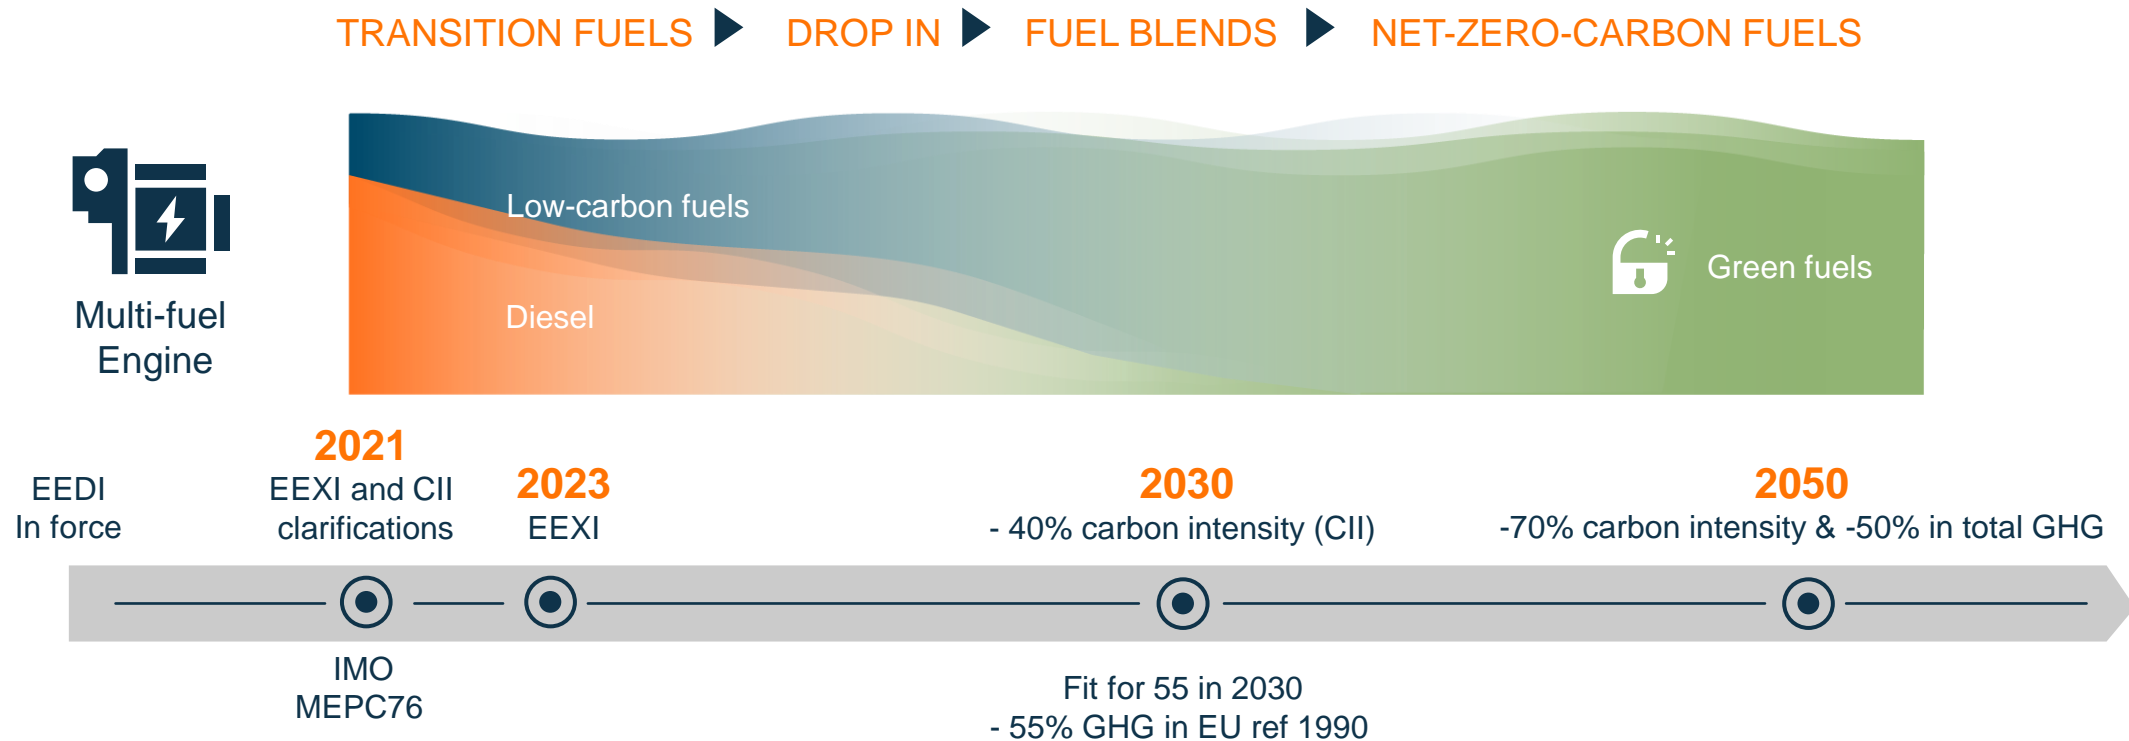 TRANSITION FUELS
DROP IN
FUEL BLENDS
NET-ZERO-CARBON FUELS
Multi-fuel
Engine
Low-carbon fuels
Diesel
Green fuels
EEDI
In force
2021
EEXI and CII
clarifications
2023
EEXI
2030
- 40% carbon intensity (CII)
2050
-70% carbon intensity & -50% in total GHG
IMO
MEPC76
Fit for 55 in 2030
- 55% GHG in EU ref 1990